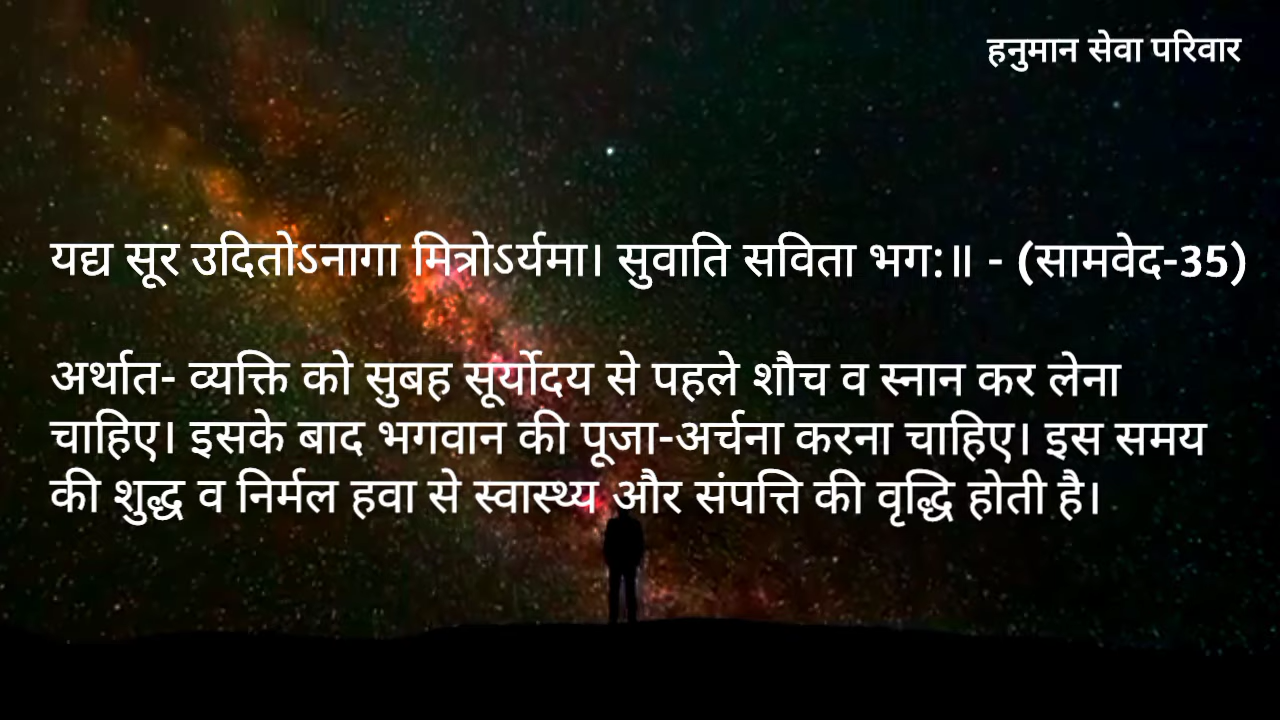 हनुमान सेवा परिवार
यद्य सूर उदितोऽनागा मित्रोऽर्यमा। सुवाति सविता भग:॥ - (सामवेद-35)
अर्थात- व्यक्ति को सुबह सूर्योदय से पहले शौच व स्नान कर लेना
चाहिए। इसके बाद भगवान की पूजा-अर्चना करना चाहिए। इस समय
की शुद्ध व निर्मल हवा से स्वास्थ्य और संपत्ति की वृद्धि होती है।